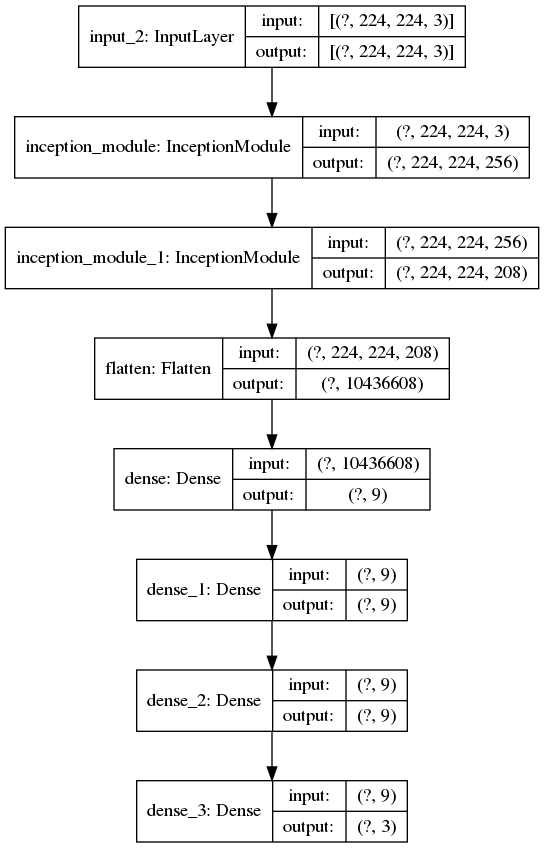 input_2: InputLayer
input: [(?, 224, 224, 3)]
output: [(?, 224, 224, 3)]
inception_module: InceptionModule
input: (?, 224, 224, 3)
output: (?, 224, 224, 256)
inception_module_1: InceptionModule
input: (?, 224, 224, 256)
output: (?, 224, 224, 208)
flatten: Flatten
input: (?, 224, 224, 208)
output: (?, 10436608)
dense: Dense
input: (?, 10436608)
output: (?, 9)
dense_1: Dense
input: (?, 9)
output: (?, 9)
dense_2: Dense
input: (?, 9)
output: (?, 9)
dense_3: Dense
input: (?, 9)
output: (?, 3)